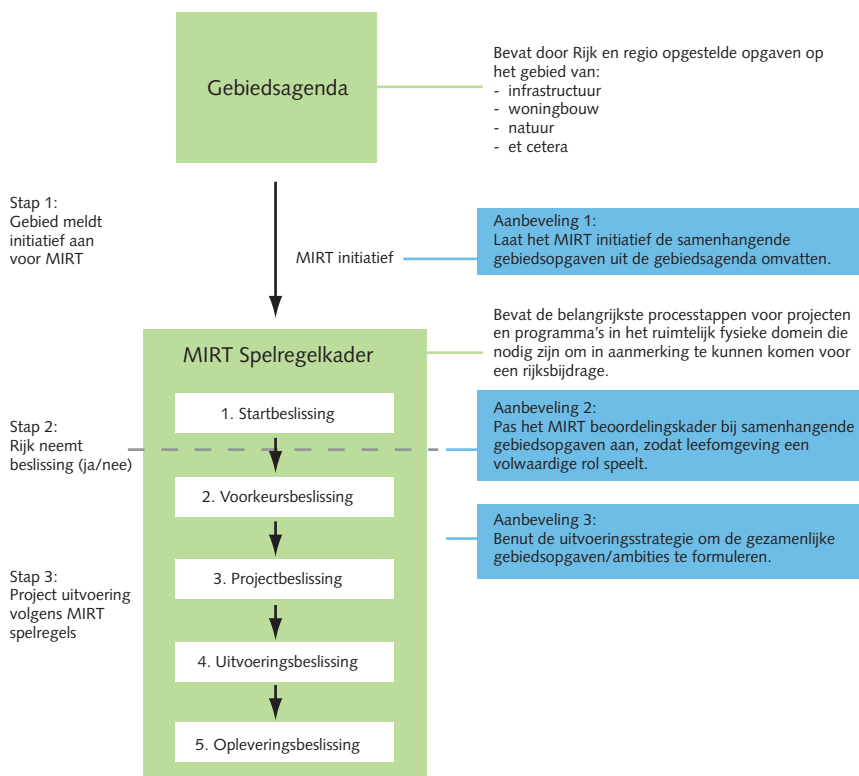 Gebiedsagenda
Bevat door Rijk en regio opgestelde opgaven op
het gebied van:
- infrastructuur
- woningbouw
- natuur
- et cetera
Stap 1:
Gebied meldt
initiatief aan
voor MIRT
MIRT initiatief
Aanbeveling 1:
Laat het MIRT initiatief de samenhangende
gebiedsopgaven uit de gebiedsagenda omvatten.
MIRT Spelregelkader
Bevat de belangrijkste processtappen voor projecten
en programma's in het ruimtelijk fysieke domein die
nodig zijn om in aanmerking te kunnen komen voor
een rijksbijdrage.
1. Startbeslissing
Stap 2:
Rijk neemt
beslissing (ja/nee)
Aanbeveling 2:
Pas het MIRT beoordelingskader bij samenhangende
gebiedsopgaven aan, zodat leefomgeving een
volwaardige rol speelt.
2. Voorkeursbeslissing
Aanbeveling 3:
Benut de uitvoeringsstrategie om de gezamenlijke
gebiedsopgaven/ambities te formuleren.
Stap 3:
Project uitvoering
volgens MIRT
spelregels
3. Projectbeslissing
4. Uitvoeringsbeslissing
5. Opleveringsbeslissing